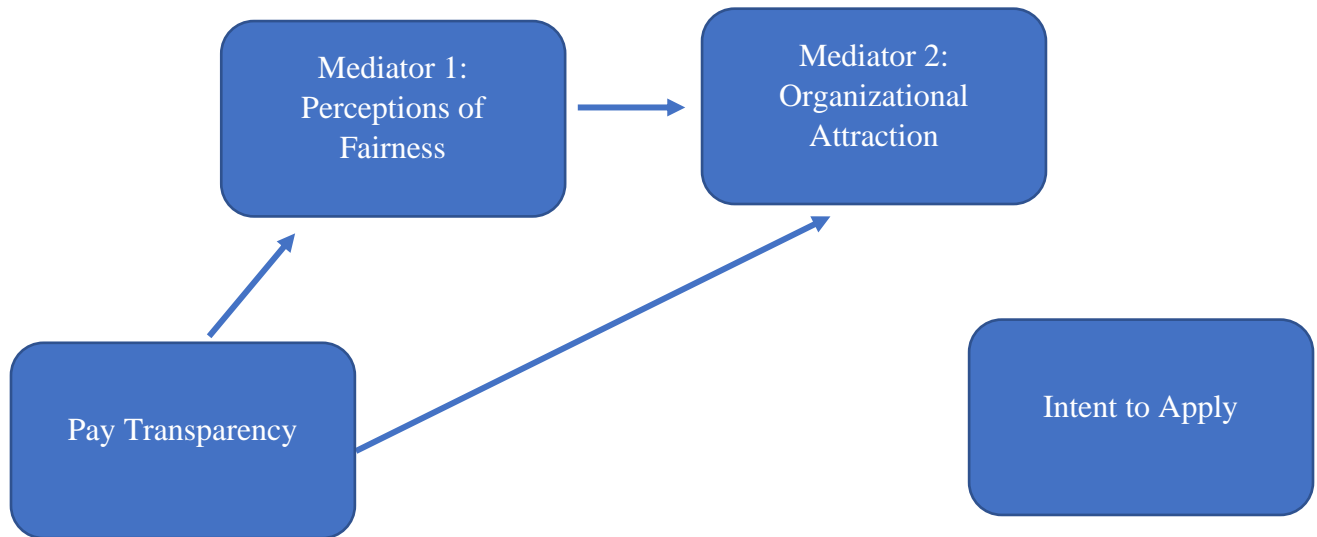 Mediator 1:
Perceptions of
Fairness
Mediator 2:
Organizational
Attraction
Pay Transparency
Intent to Apply